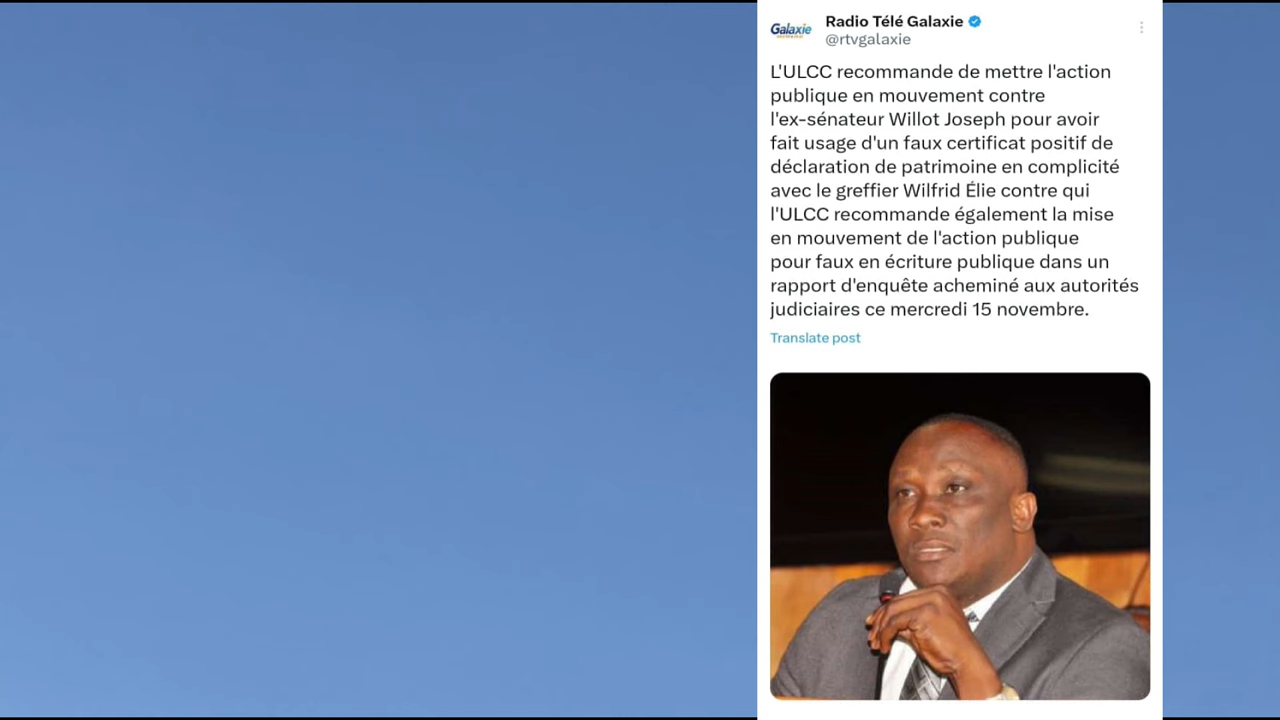 Galaxie
Radio Télé Galaxie
@rtvgalaxie
L'ULCC recommande de mettre l'action
publique en mouvement contre
l'ex-sénateur Willot Joseph pour avoir
fait usage d'un faux certificat positif de
déclaration de patrimoine en complicité
avec le greffier Wilfrid Élie contre qui
l'ULCC recommande également la mise
en mouvement de l'action publique
pour faux en écriture publique dans un
rapport d'enquête acheminé aux autorités
judiciaires ce mercredi 15 novembre.
Translate post